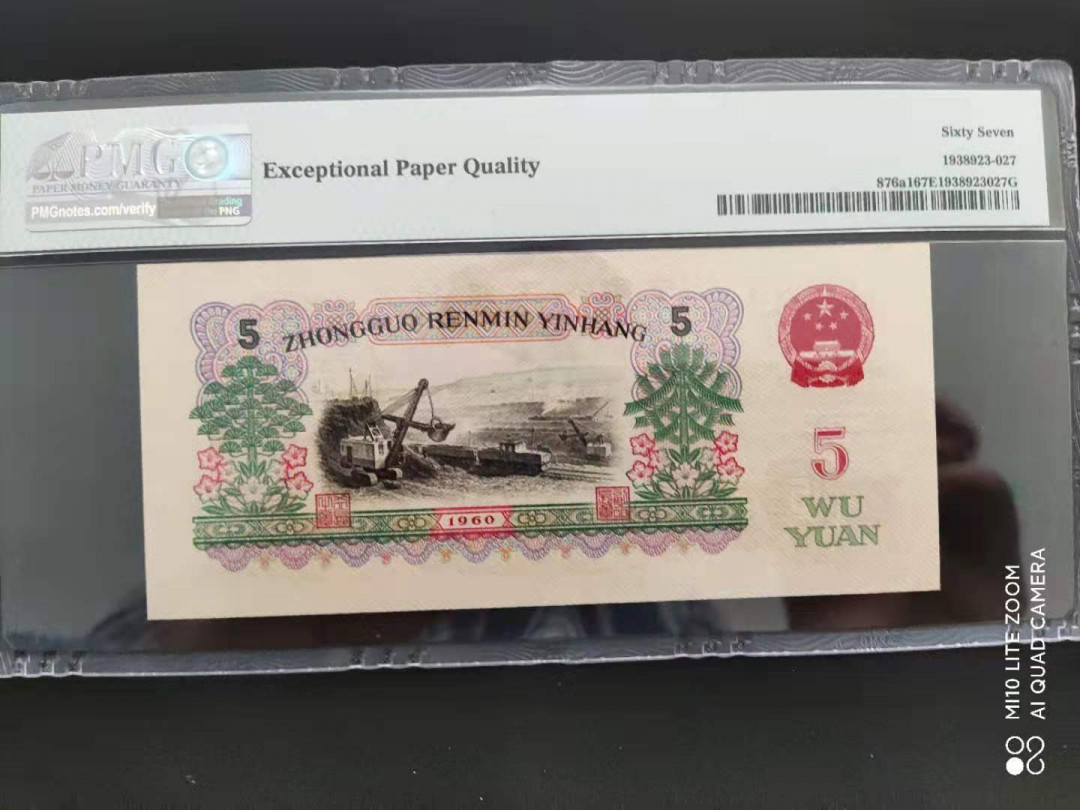 PMG
PAPER MONEY GUARANTY
PMGnotes.com/verify
PNG
Exceptional Paper Quality
Sixty Seven
1938923-027
876a167E1938923027G
5
ZHONGGUO RENMIN YINHANG
5
1960
5
WU
YUAN
MI10 LITE ZOOM
AI QUAD CAMERA